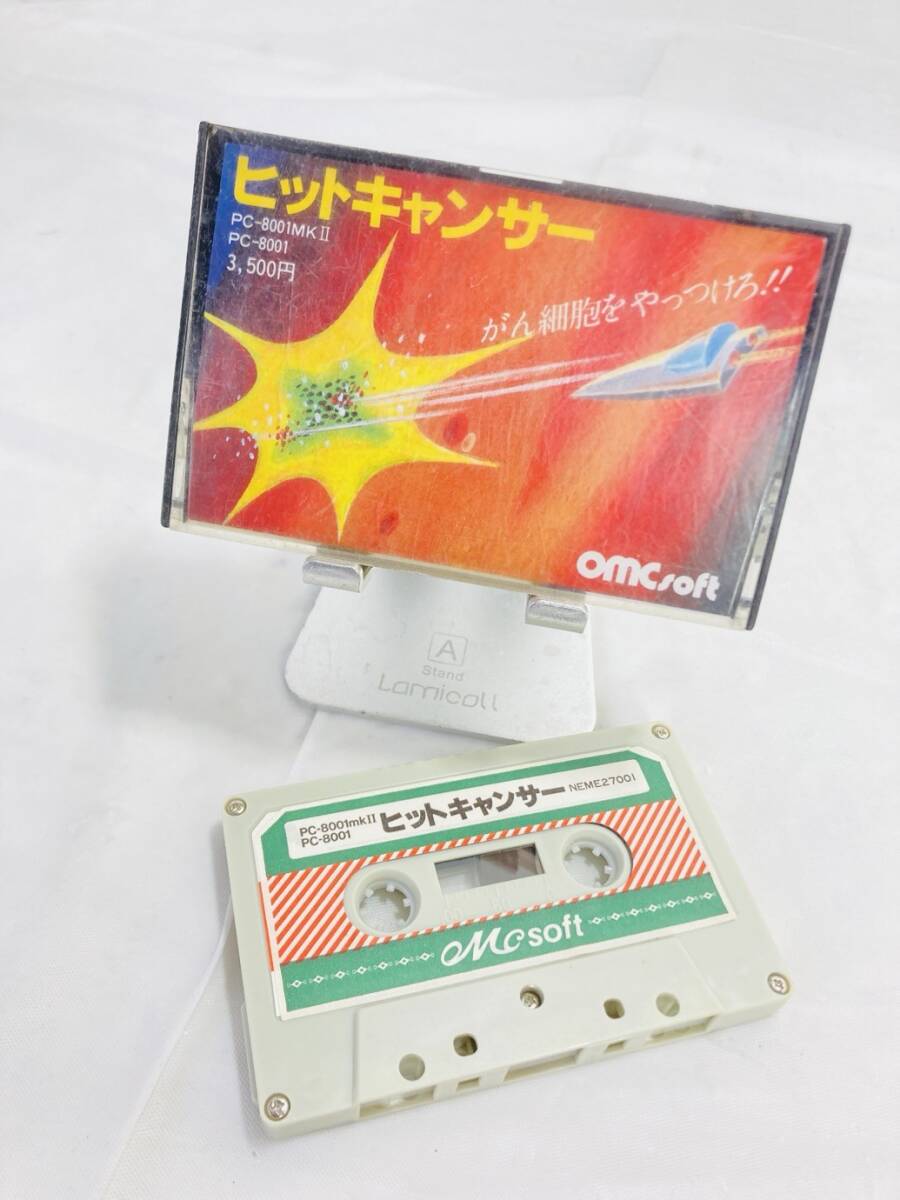 ヒットキャンサー
PC-8001MKⅡ
PC-8001
3,500円
がん細胞をやっつけろ!!
omcsoft
A
Stand
Lamicall
PC-8001mkII
PC-8001
ヒットキャンサー
NEME27001
OMCsoft